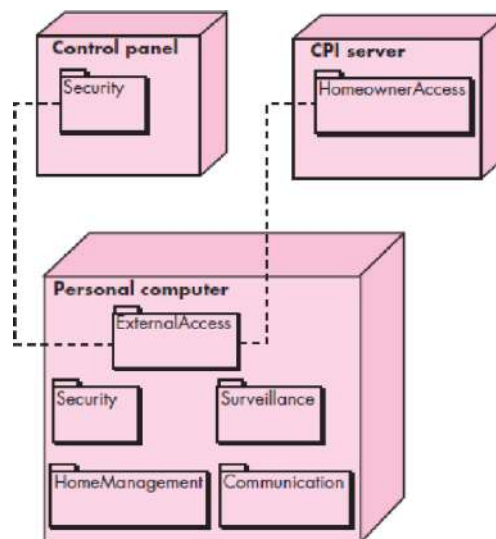 Control panel
Security
CPI server
HomeownerAccess
Personal computer
ExternalAccess
Security
Surveillance
HomeManagement
Communication